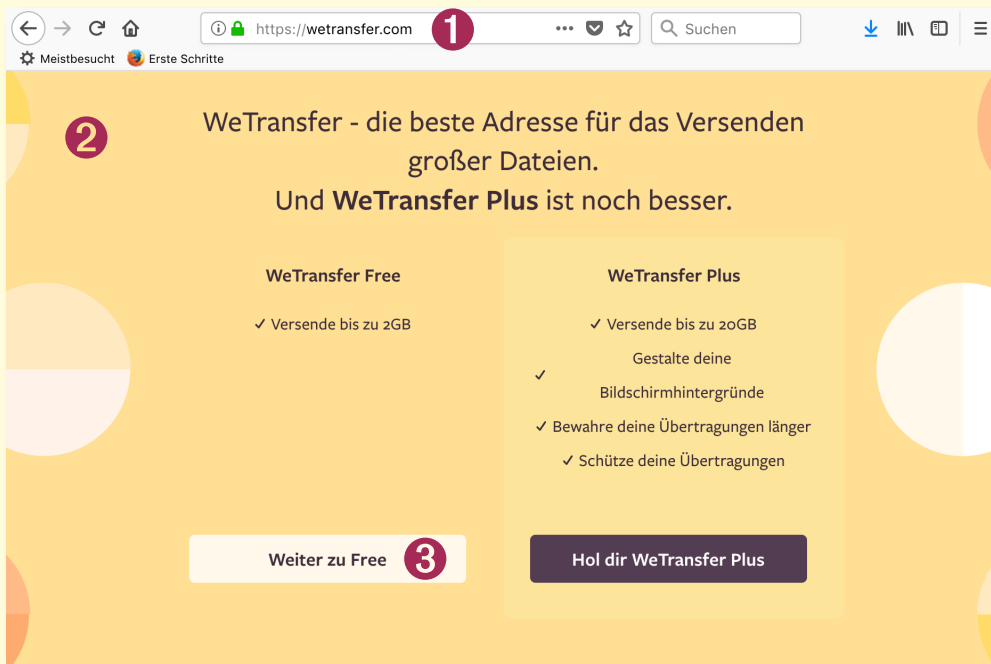 https://wetransfer.com
1
Suchen
Meistbesucht
Erste Schritte
2
WeTransfer - die beste Adresse für das Versenden
großer Dateien.
Und WeTransfer Plus ist noch besser.
WeTransfer Free
✓ Versende bis zu 2GB
WeTransfer Plus
✓ Versende bis zu 20GB
✓ Gestalte deine
Bildschirmhintergründe
✓ Bewahre deine Übertragungen länger
✓ Schütze deine Übertragungen
Weiter zu Free
3
Hol dir WeTransfer Plus